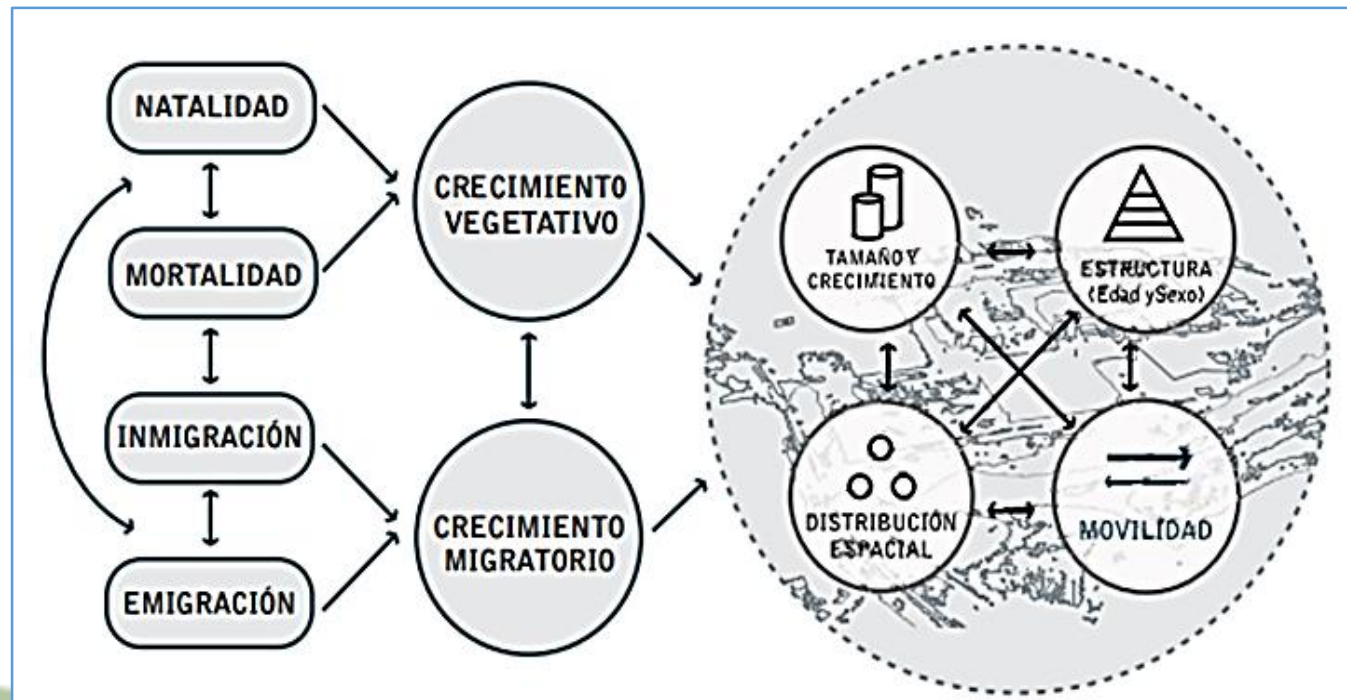 NATALIDAD
MORTALIDAD
INMIGRACIÓN
EMIGRACIÓN
CRECIMIENTO
VEGETATIVO
CRECIMIENTO
MIGRATORIO
TAMAÑO Y
CRECIMIENTO
ESTRUCTURA
(Edad y Sexo)
DISTRIBUCIÓN
ESPACIAL
MOVILIDAD